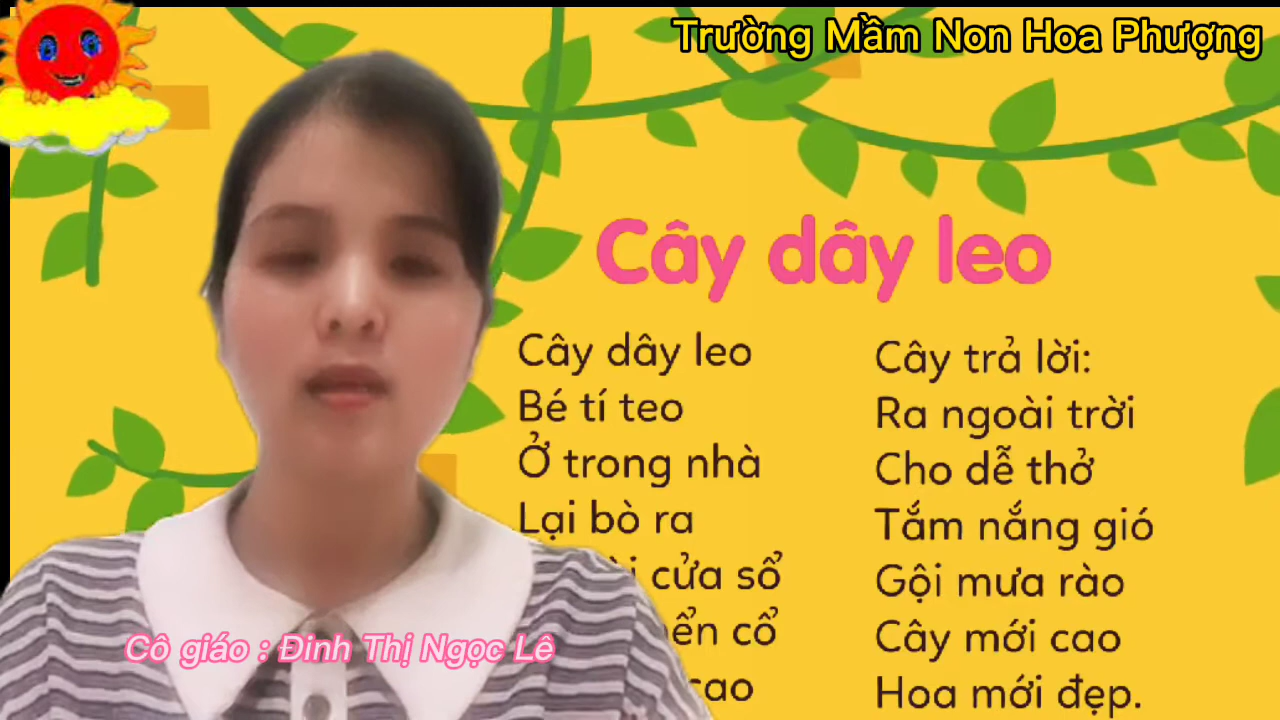 Trường Mầm Non Hoa Phượng
Cây dây leo
Cây dây leo
Bé tí teo
Ở trong nhà
Lại bò ra
cửa sổ
cổ
cao
Cây trả lời:
Ra ngoài trời
Cho dễ thở
Tắm nắng gió
Gội mưa rào
Cây mới cao
Hoa mới đẹp.
Cô giáo : Đinh Thị Ngọc Lê